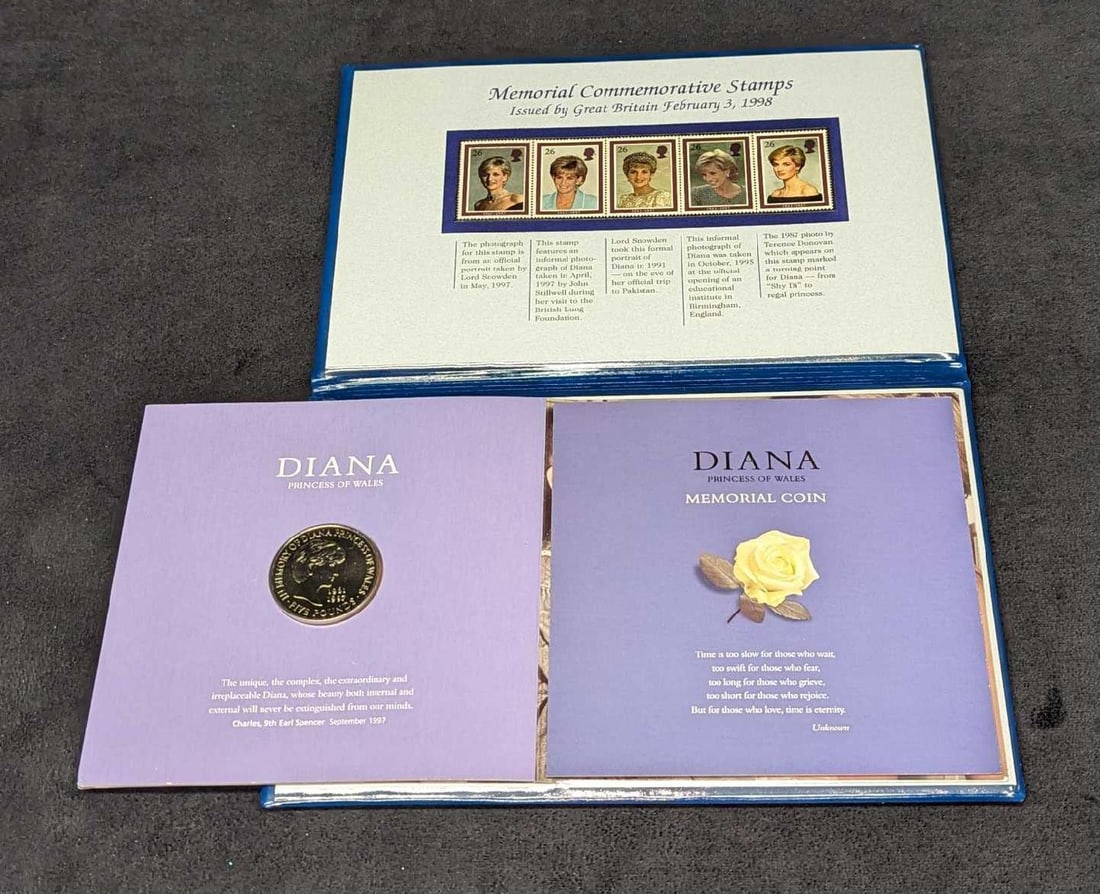 Memorial Commemorative Stamps
Issued by Great Britain February 3, 1998
26
26
26
26
26
The photograph
for this stamp is
from an official
portrait taken by
Lord Snowden
in May, 1997.
This stamp
features an
informal photo-
graph of Diana
taken in April,
1997 by John
Stillwell during
her visit to the
British Lung
Foundation.
Lord Snowden
took this formal
portrait of
Diana in 1991
— on the eve of
her official trip
to Pakistan.
This informal
photograph of
Diana was taken
in October, 1995
at the official
opening of an
educational
institute in
Birmingham,
England.
The 1987 photo by
Terence Donovan
which appears on
this stamp marked
a turning point
for Diana — from
"Shy Di" to
regal princess.
DIANA
PRINCESS OF WALES
IN MEMORY OF DIANA PRINCESS OF WALES
1961
1997
FIVE POUNDS
The unique, the complex, the extraordinary and
irreplaceable Diana, whose beauty both internal and
external will never be extinguished from our minds.
Charles, 9th Earl Spencer September 1997
DIANA
PRINCESS OF WALES
MEMORIAL COIN
Time is too slow for those who wait,
too swift for those who fear,
too long for those who grieve,
too short for those who rejoice.
But for those who love, time is eternity.
Unknown